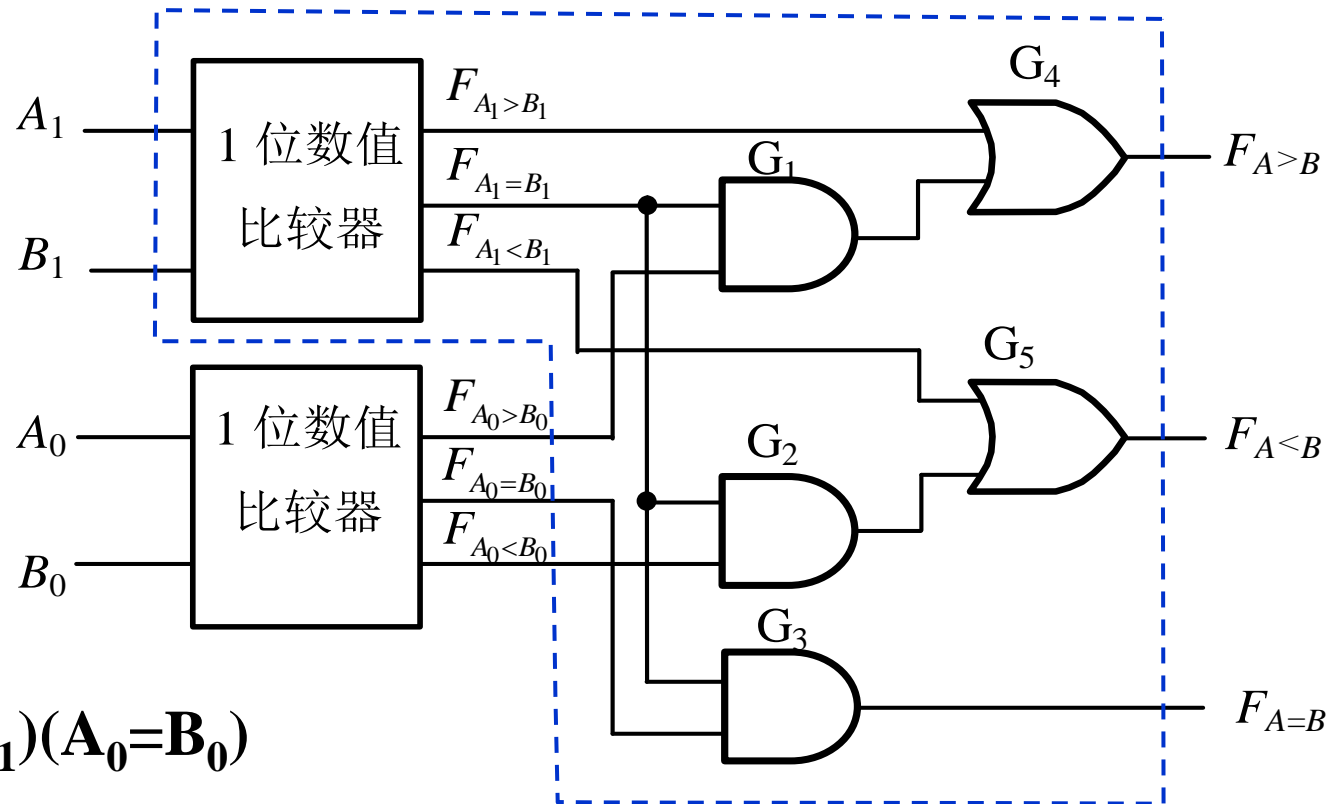 G₄
A₁
1 位数值
比较器
F_{A₁>B₁}
F_{A₁=B₁}
F_{A₁<B₁}
G₁
F_{A>B}
B₁
G₅
A₀
1 位数值
比较器
F_{A₀>B₀}
F_{A₀=B₀}
F_{A₀<B₀}
G₂
F_{A<B}
B₀
G₃
F_{A=B}
₁)(A₀=B₀)